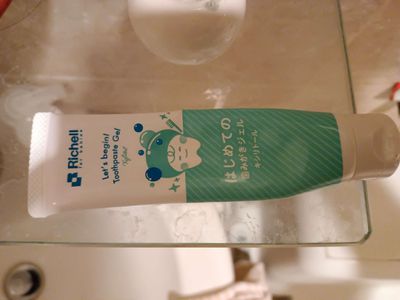 Richell
Let's begin!
Toothpaste Gel
Xylitol
はじめての
歯みがきジェル
キシリトール